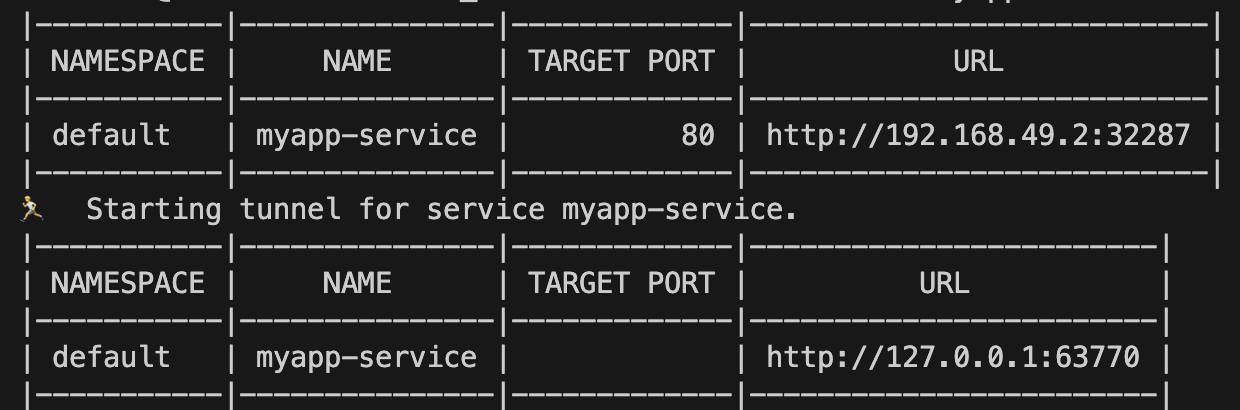 |-----------|---------------|-------------|---------------------------|
| NAMESPACE |     NAME      | TARGET PORT |            URL            |
|-----------|---------------|-------------|---------------------------|
| default   | myapp-service |          80 | http://192.168.49.2:32287 |
|-----------|---------------|-------------|---------------------------|
🏃  Starting tunnel for service myapp-service.
|-----------|---------------|-------------|------------------------|
| NAMESPACE |     NAME      | TARGET PORT |          URL           |
|-----------|---------------|-------------|------------------------|
| default   | myapp-service |             | http://127.0.0.1:63770 |
|-----------|---------------|-------------|------------------------|